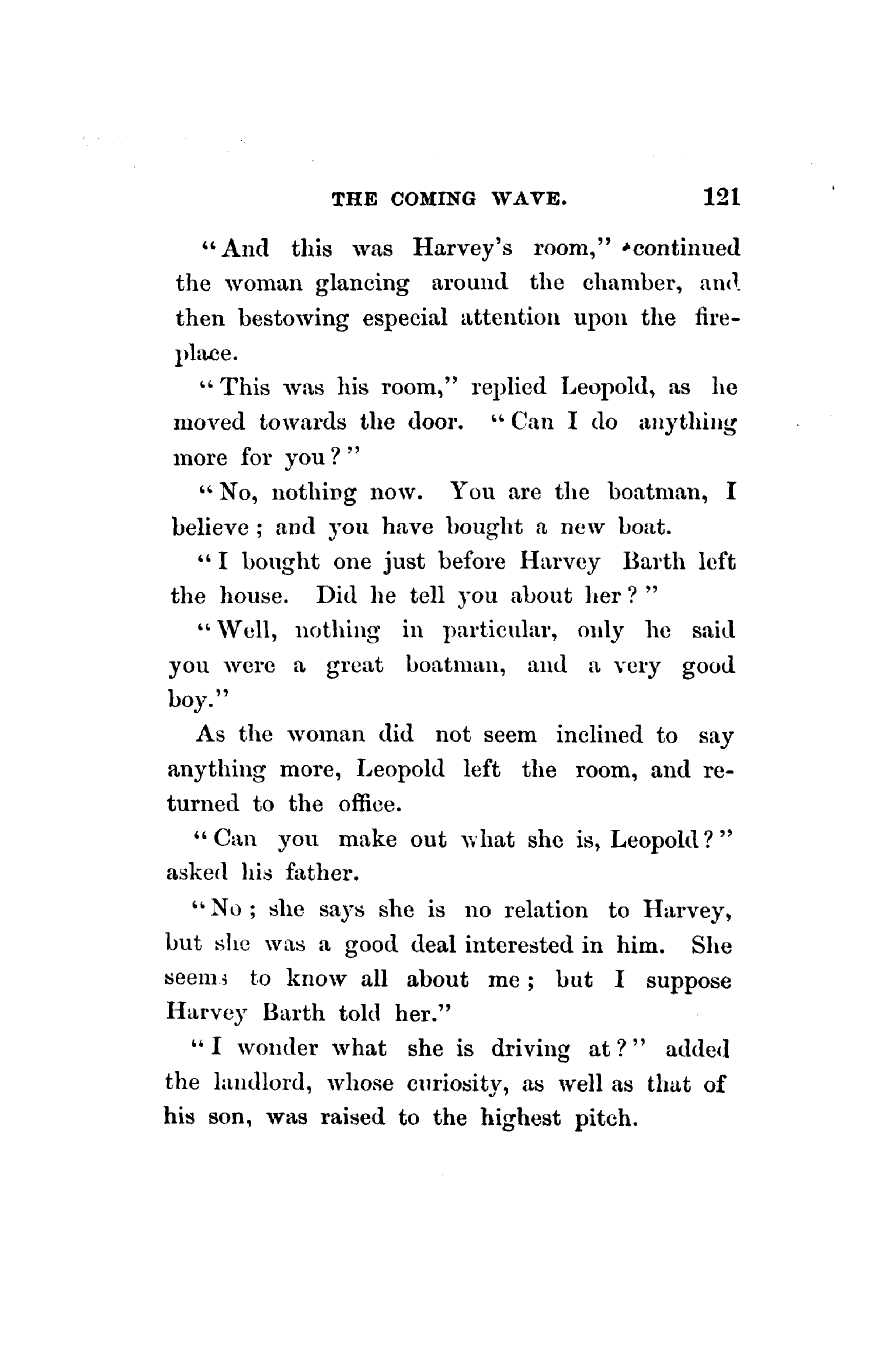 THE COMING WAVE. 121
“And this was Harvey’s room,” continued
the woman glancing around the chamber, and
then bestowing especial attention upon the fire-
place.
“This was his room,” replied Leopold, as he
moved towards the door. “Can I do anything
more for you?”
“No, nothing now. You are the boatman, I
believe; and you have bought a new boat.
“I bought one just before Harvey Barth left
the house. Did he tell you about her?”
“Well, nothing in particular, only he said
you were a great boatman, and a very good
boy.”
As the woman did not seem inclined to say
anything more, Leopold left the room, and re-
turned to the office.
“Can you make out what she is, Leopold?”
asked his father.
“No; she says she is no relation to Harvey,
but she was a good deal interested in him. She
seems to know all about me; but I suppose
Harvey Barth told her.”
“I wonder what she is driving at?” added
the landlord, whose curiosity, as well as that of
his son, was raised to the highest pitch.